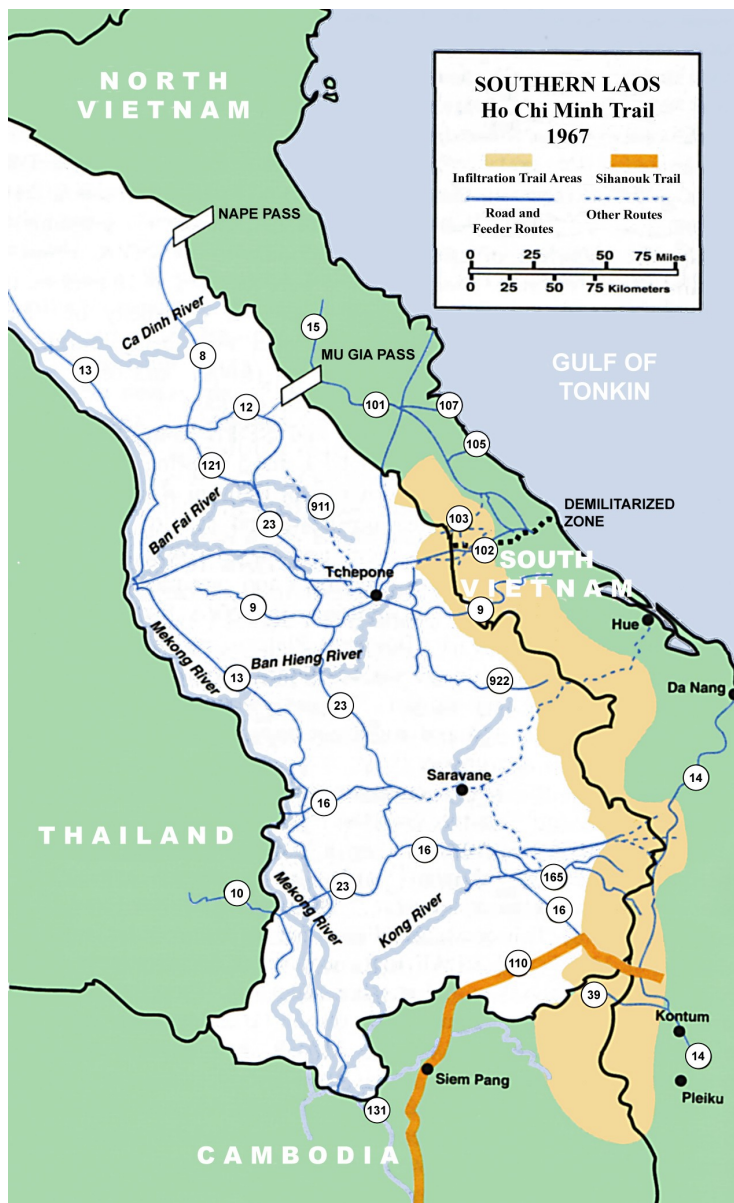 NORTH
VIETNAM
SOUTHERN LAOS
Ho Chi Minh Trail
1967
Infiltration Trail Areas
Sihanouk Trail
Road and
Feeder Routes
Other Routes
0 25 50 75 Miles
0 25 50 75 Kilometers
NAPE PASS
Ca Dinh River
15
13
8
MU GIA PASS
GULF OF
TONKIN
12
101
107
105
121
Ban Fai River
911
23
103
DEMILITARIZED
ZONE
102
SOUTH
VIETNAM
Tchepone
9
9
Hue
Mekong River
Ban Hieng River
13
922
Da Nang
23
14
Saravane
16
THAILAND
16
10
23
165
Mekong River
Kong River
16
110
39
Kontum
14
Siem Pang
Pleiku
131
CAMBODIA